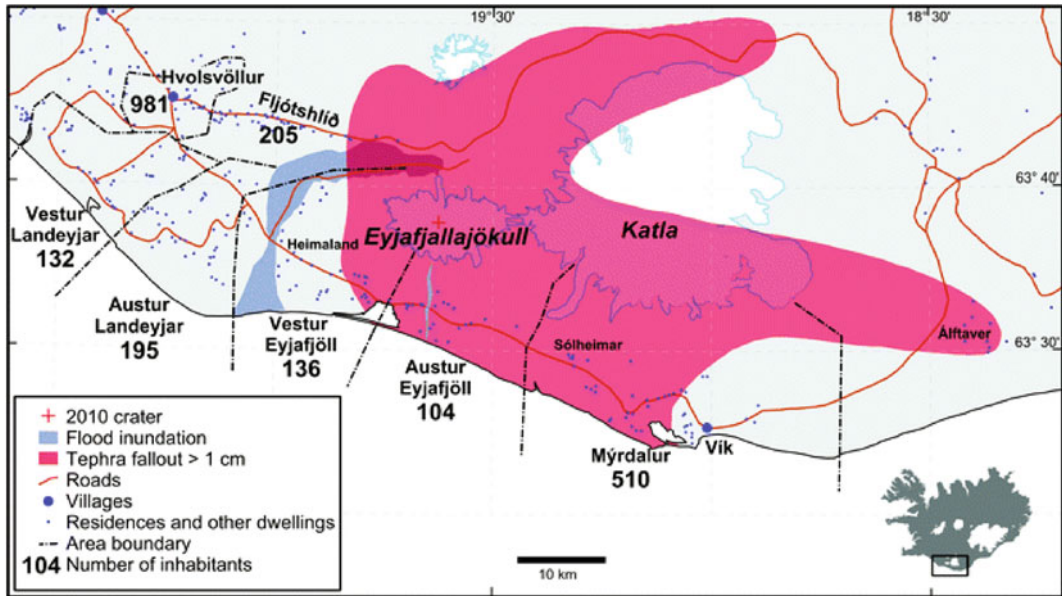 19°30'
18°30'
Hvolsvöllur
981
Fljótshlíð
205
63°40'
Vestur
Landeyjar
132
Heimaland
Eyjafjallajökull
Katla
Austur
Landeyjar
195
Vestur
Eyjafjöll
136
Austur
Eyjafjöll
104
Sólheimar
Álftaver
63°30'
Mýrdalur
510
Vík
2010 crater
Flood inundation
Tephra fallout > 1 cm
Roads
Villages
Residences and other dwellings
Area boundary
104 Number of inhabitants
10 km